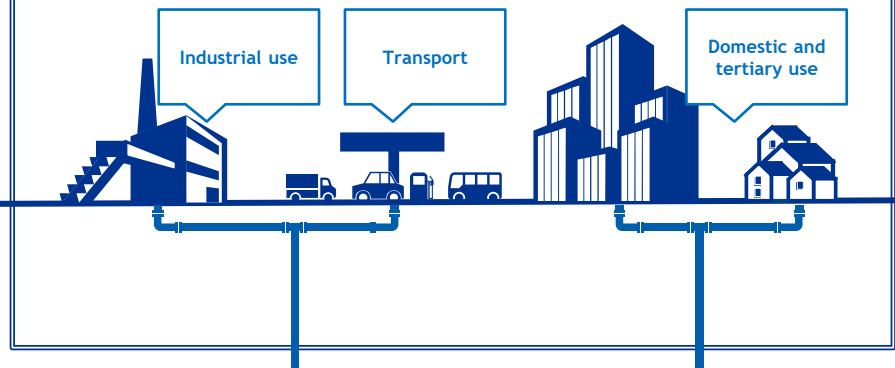 Industrial use
Transport
Domestic and
tertiary use